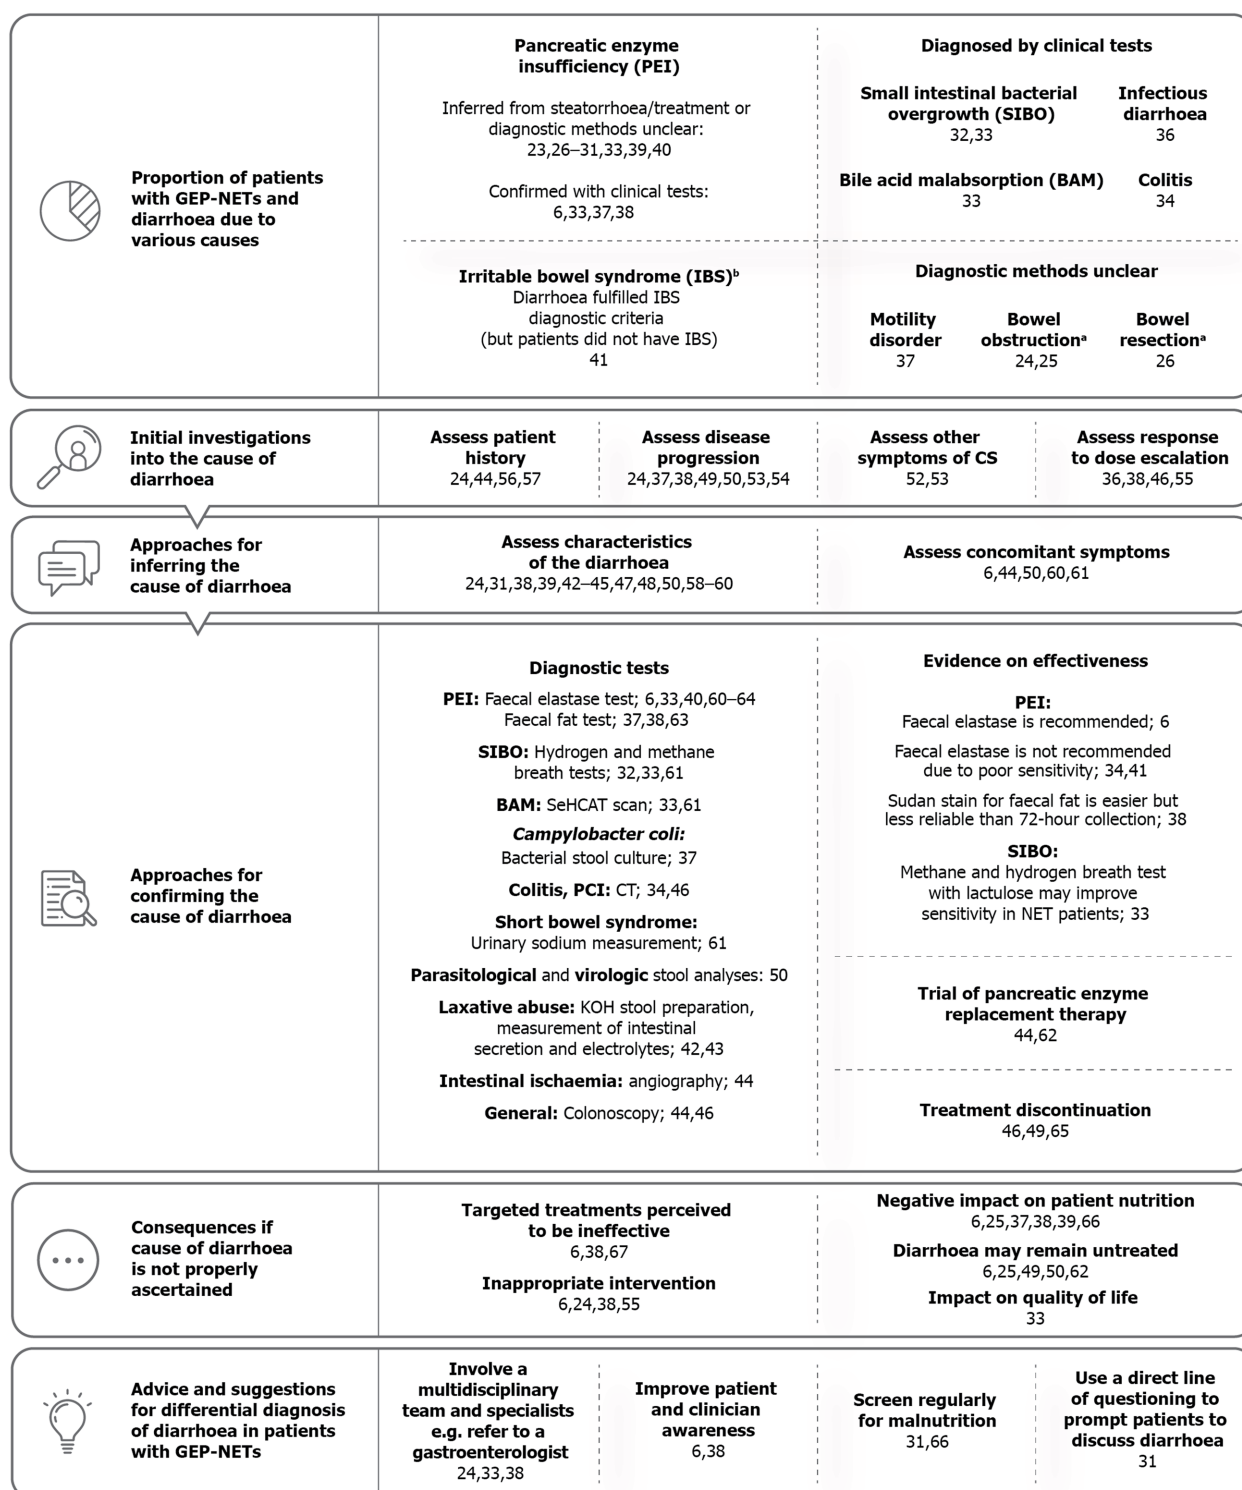 Proportion of patients
with GEP-NETs and
diarrhoea due to
various causes
Pancreatic enzyme
insufficiency (PEI)
Inferred from steatorrhoea/treatment or
diagnostic methods unclear:
23,26–31,33,39,40
Confirmed with clinical tests:
6,33,37,38
Diagnosed by clinical tests
Small intestinal bacterial
overgrowth (SIBO)
32,33
Infectious
diarrhoea
36
Bile acid malabsorption (BAM)
33
Colitis
34
Irritable bowel syndrome (IBS)ᵇ
Diarrhoea fulfilled IBS
diagnostic criteria
(but patients did not have IBS)
41
Diagnostic methods unclear
Motility
disorder
37
Bowel
obstructionᵃ
24,25
Bowel
resectionᵃ
26
Initial investigations
into the cause of
diarrhoea
Assess patient
history
24,44,56,57
Assess disease
progression
24,37,38,49,50,53,54
Assess other
symptoms of CS
52,53
Assess response
to dose escalation
36,38,46,55
Approaches for
inferring the
cause of diarrhoea
Assess characteristics
of the diarrhoea
24,31,38,39,42–45,47,48,50,58–60
Assess concomitant symptoms
6,44,50,60,61
Approaches for
confirming the
cause of diarrhoea
Diagnostic tests
PEI: Faecal elastase test; 6,33,40,60–64
Faecal fat test; 37,38,63
SIBO: Hydrogen and methane
breath tests; 32,33,61
BAM: SeHCAT scan; 33,61
Campylobacter coli:
Bacterial stool culture; 37
Colitis, PCI: CT; 34,46
Short bowel syndrome:
Urinary sodium measurement; 61
Parasitological and virologic stool analyses: 50
Laxative abuse: KOH stool preparation,
measurement of intestinal
secretion and electrolytes; 42,43
Intestinal ischaemia: angiography; 44
General: Colonoscopy; 44,46
Evidence on effectiveness
PEI:
Faecal elastase is recommended; 6
Faecal elastase is not recommended
due to poor sensitivity; 34,41
Sudan stain for faecal fat is easier but
less reliable than 72-hour collection; 38
SIBO:
Methane and hydrogen breath test
with lactulose may improve
sensitivity in NET patients; 33
Trial of pancreatic enzyme
replacement therapy
44,62
Treatment discontinuation
46,49,65
Consequences if
cause of diarrhoea
is not properly
ascertained
Targeted treatments perceived
to be ineffective
6,38,67
Inappropriate intervention
6,24,38,55
Negative impact on patient nutrition
6,25,37,38,39,66
Diarrhoea may remain untreated
6,25,49,50,62
Impact on quality of life
33
Advice and suggestions
for differential diagnosis
of diarrhoea in patients
with GEP-NETs
Involve a
multidisciplinary
team and specialists
e.g. refer to a
gastroenterologist
24,33,38
Improve patient
and clinician
awareness
6,38
Screen regularly
for malnutrition
31,66
Use a direct line
of questioning to
prompt patients to
discuss diarrhoea
31